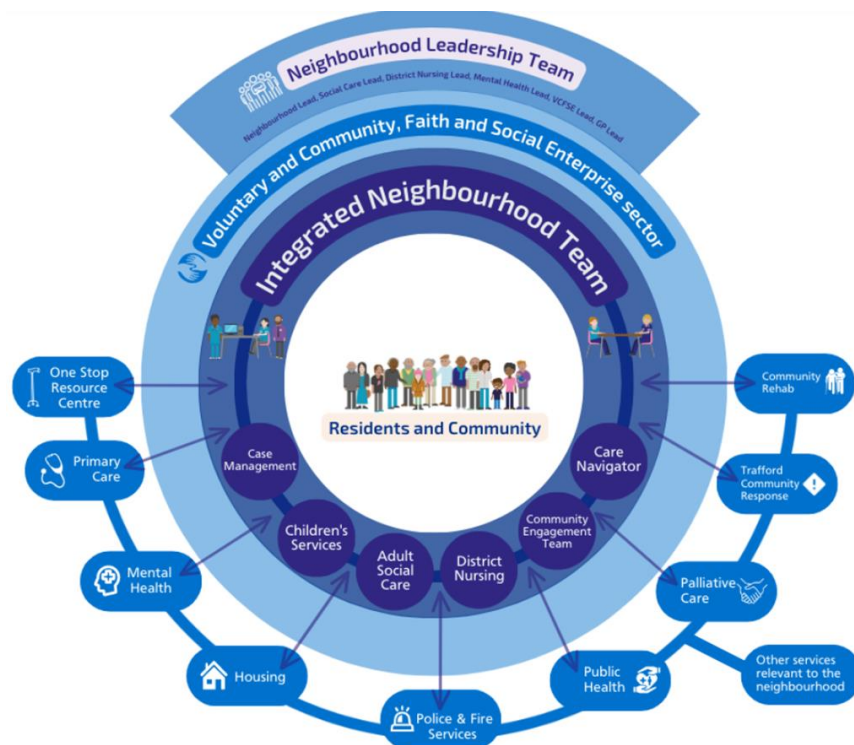 Neighbourhood Leadership Team
Neighbourhood Lead, Social Care Lead, District Nursing Lead, Mental Health Lead, VCFSE Lead, GP Lead
Voluntary and Community, Faith and Social Enterprise sector
Integrated Neighbourhood Team
Residents and Community
Case
Management
Children's
Services
Adult
Social
Care
District
Nursing
Community
Engagement
Team
Care
Navigator
One Stop
Resource
Centre
Primary
Care
Mental
Health
Housing
Police & Fire
Services
Public
Health
Palliative
Care
Trafford
Community
Response
Community
Rehab
Other services
relevant to the
neighbourhood